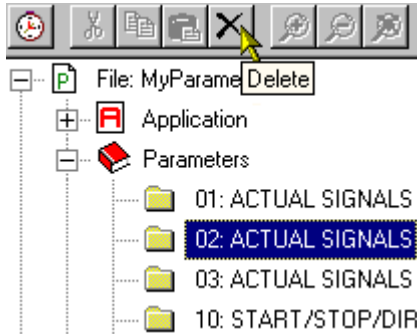 File: MyParame
Delete
Application
Parameters
01: ACTUAL SIGNALS
02: ACTUAL SIGNALS
03: ACTUAL SIGNALS
10: START/STOP/DIR